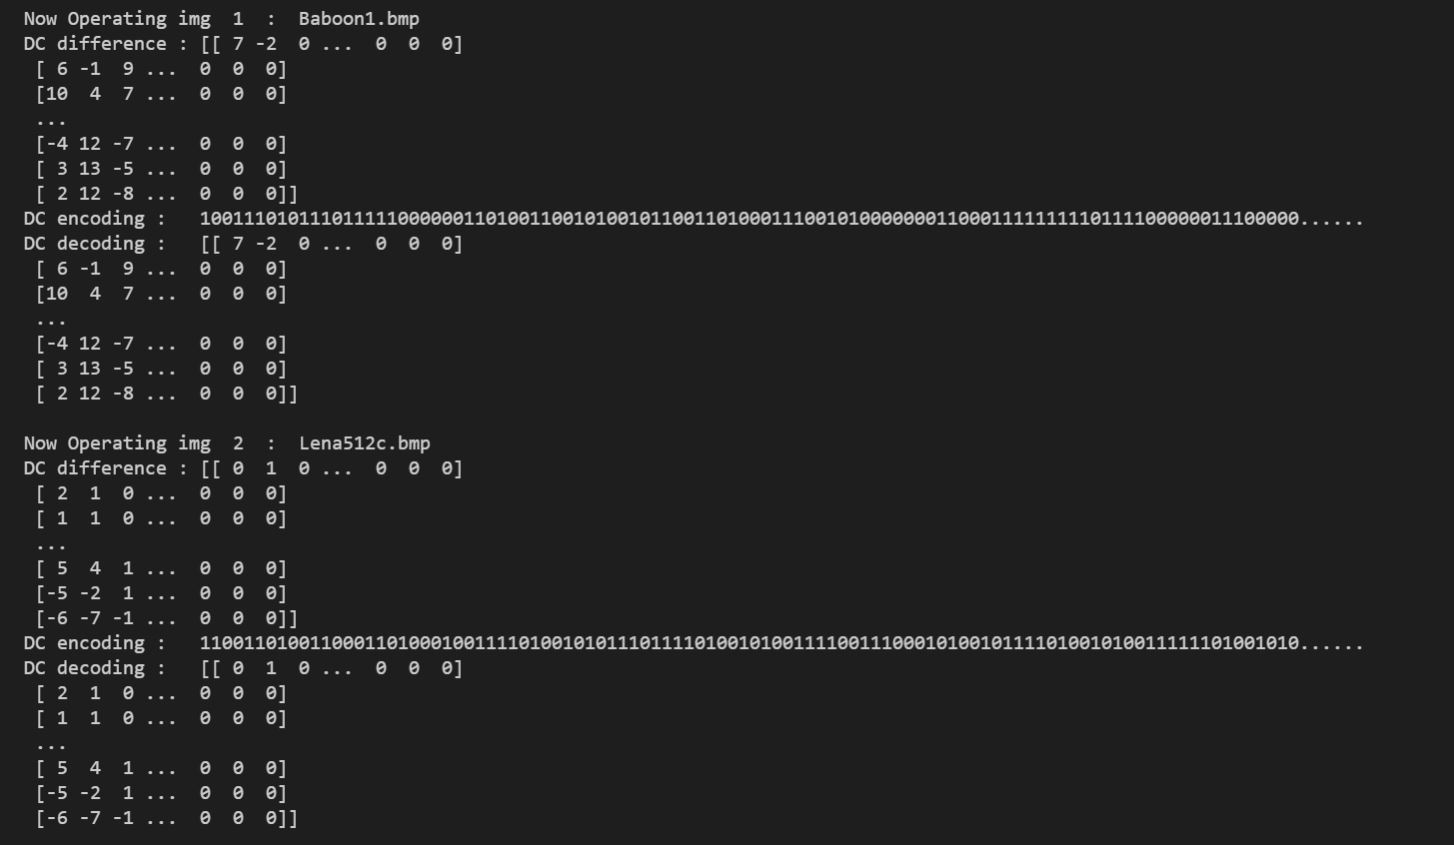 Now Operating img  1  :  Baboon1.bmp
DC difference : [[ 7 -2  0 ...  0  0  0]
 [ 6 -1  9 ...  0  0  0]
 [10  4  7 ...  0  0  0]
 ...
 [-4 12 -7 ...  0  0  0]
 [ 3 13 -5 ...  0  0  0]
 [ 2 12 -8 ...  0  0  0]]
DC encoding :   1001110101110111110000001101001100101001011001101000111001010000000110001111111110111100000011100000......
DC decoding :   [[ 7 -2  0 ...  0  0  0]
 [ 6 -1  9 ...  0  0  0]
 [10  4  7 ...  0  0  0]
 ...
 [-4 12 -7 ...  0  0  0]
 [ 3 13 -5 ...  0  0  0]
 [ 2 12 -8 ...  0  0  0]]
Now Operating img  2  :  Lena512c.bmp
DC difference : [[ 0  1  0 ...  0  0  0]
 [ 2  1  0 ...  0  0  0]
 [ 1  1  0 ...  0  0  0]
 ...
 [ 5  4  1 ...  0  0  0]
 [-5 -2  1 ...  0  0  0]
 [-6 -7 -1 ...  0  0  0]]
DC encoding :   1100110100110001101000100111101001010111011110100101001111001110001010010111101001010011111101001010......
DC decoding :   [[ 0  1  0 ...  0  0  0]
 [ 2  1  0 ...  0  0  0]
 [ 1  1  0 ...  0  0  0]
 ...
 [ 5  4  1 ...  0  0  0]
 [-5 -2  1 ...  0  0  0]
 [-6 -7 -1 ...  0  0  0]]